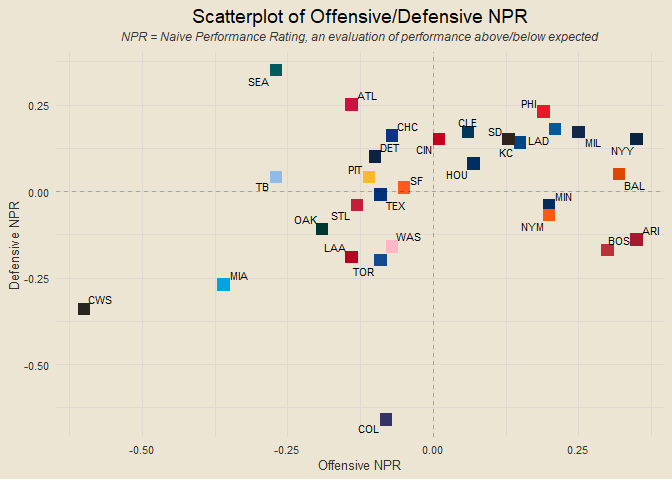 Scatterplot of Offensive/Defensive NPR
NPR = Naive Performance Rating, an evaluation of performance above/below expected
SEA
ATL
PHI
0.25
CHC
CLE
SD
CIN
LAD
MIL
NYY
DET
KC
HOU
PIT
TB
SF
BAL
0.00
TEX
MIN
STL
NYM
OAK
WAS
ARI
BOS
LAA
TOR
MIA
-0.25
CWS
-0.50
COL
Defensive NPR
-0.50
-0.25
0.00
0.25
Offensive NPR